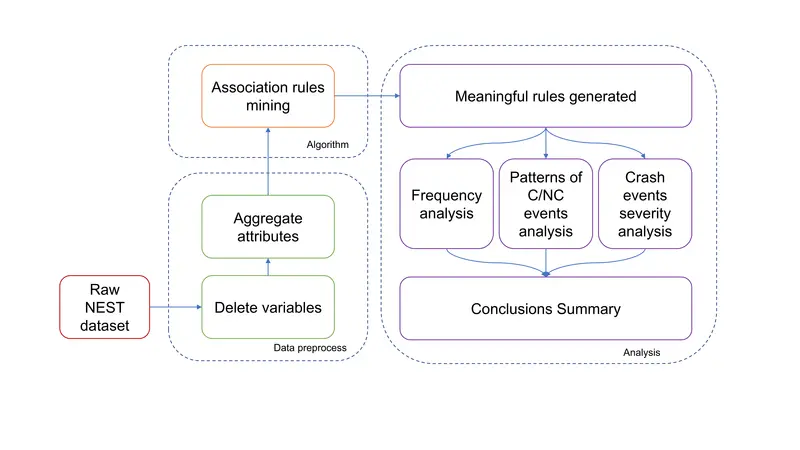 Raw
NEST
dataset
Delete variables
Data preprocess
Aggregate
attributes
Association rules
mining
Algorithm
Meaningful rules generated
Frequency
analysis
Patterns of
C/NC
events
analysis
Crash
events
severity
analysis
Conclusions Summary
Analysis